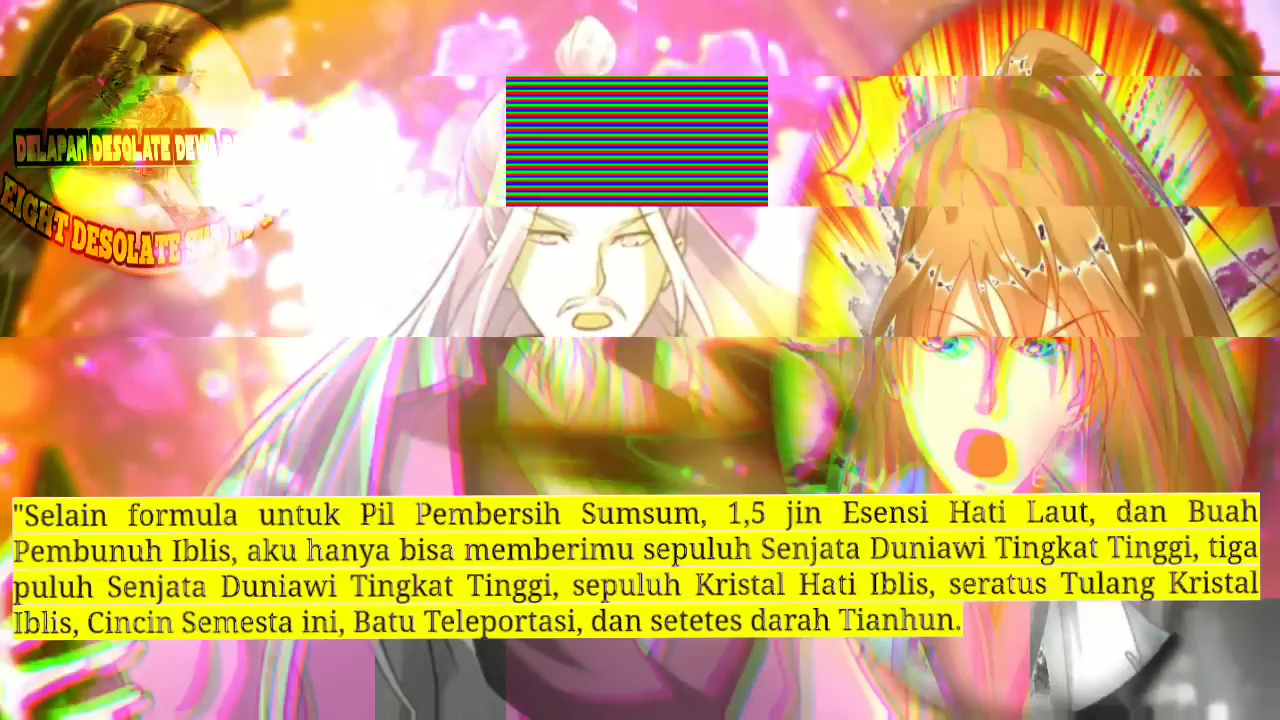 DELAPAN DESOLATE DEWA
EIGHT DESOLATE
"Selain formula untuk Pil Pembersih Sumsum, 1,5 jin Esensi Hati Laut, dan Buah
Pembunuh Iblis, aku hanya bisa memberimu sepuluh Senjata Duniawi Tingkat Tinggi, tiga
puluh Senjata Duniawi Tingkat Tinggi, sepuluh Kristal Hati Iblis, seratus Tulang Kristal
Iblis, Cincin Semesta ini, Batu Teleportasi, dan setetes darah Tianhun.